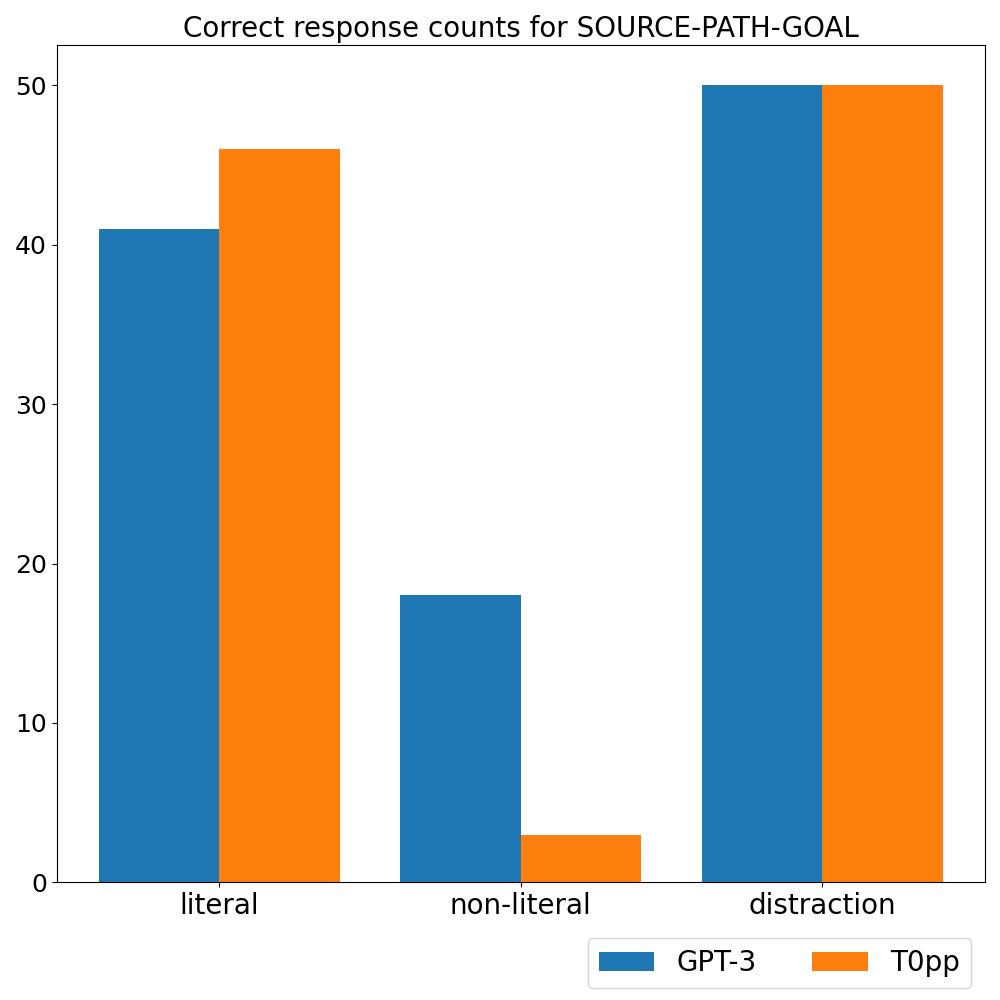 Correct response counts for SOURCE-PATH-GOAL
50
40
30
20
10
0
literal non-literal distraction
GPT-3 T0pp